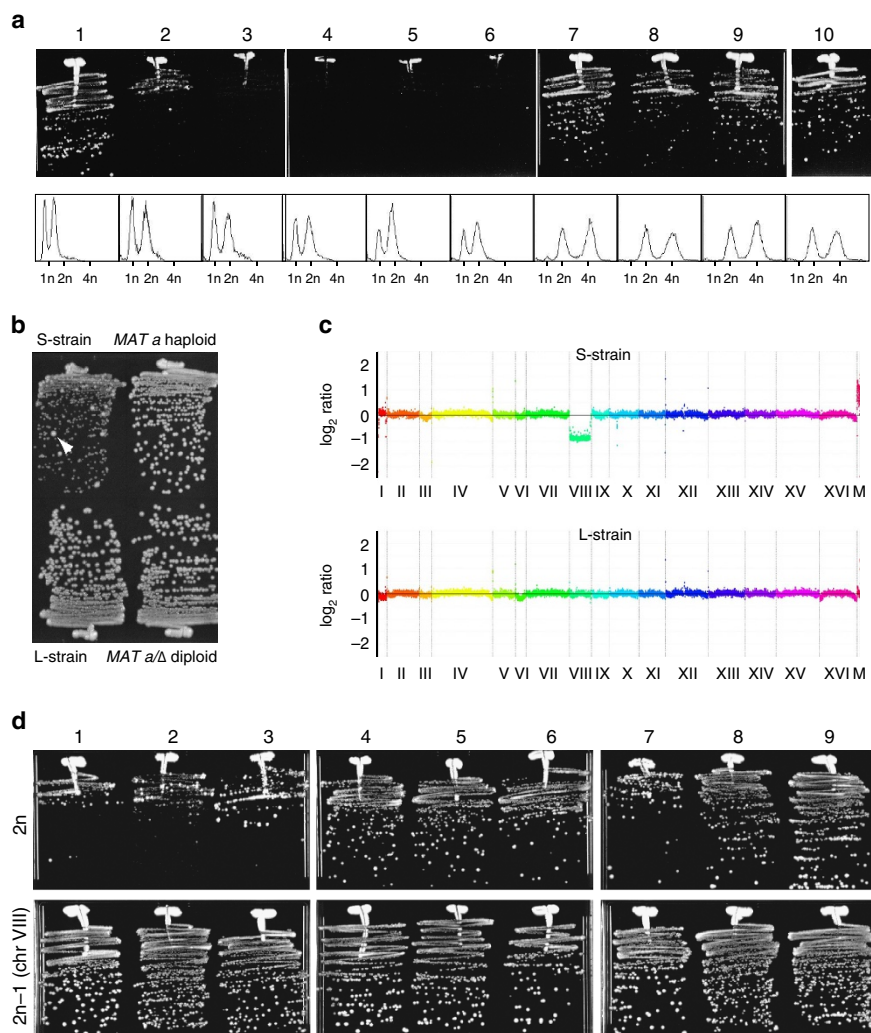 a
1 2 3 4 5 6 7 8 9 10
1n 2n 4n 1n 2n 4n 1n 2n 4n 1n 2n 4n 1n 2n 4n 1n 2n 4n 1n 2n 4n 1n 2n 4n 1n 2n 4n 1n 2n 4n
b
S-strain MAT a haploid
L-strain MAT a/Δ diploid
c
S-strain
log2 ratio
2
1
0
−1
−2
I II III IV V VI VII VIII IX X XI XII XIII XIV XV XVI M
L-strain
log2 ratio
2
1
0
−1
−2
I II III IV V VI VII VIII IX X XI XII XIII XIV XV XVI M
d
1 2 3 4 5 6 7 8 9
2n
2n−1 (chr VIII)